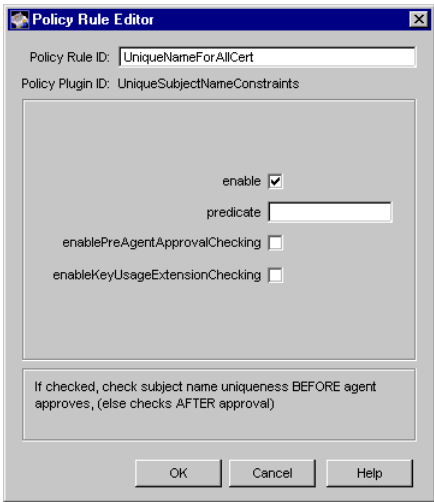 Policy Rule Editor
Policy Rule ID: UniqueNameForAllCert
Policy Plugin ID: UniqueSubjectNameConstraints
enable
predicate
enablePreAgentApprovalChecking
enableKeyUsageExtensionChecking
If checked, check subject name uniqueness BEFORE agent
approves, (else checks AFTER approval)
OK Cancel Help